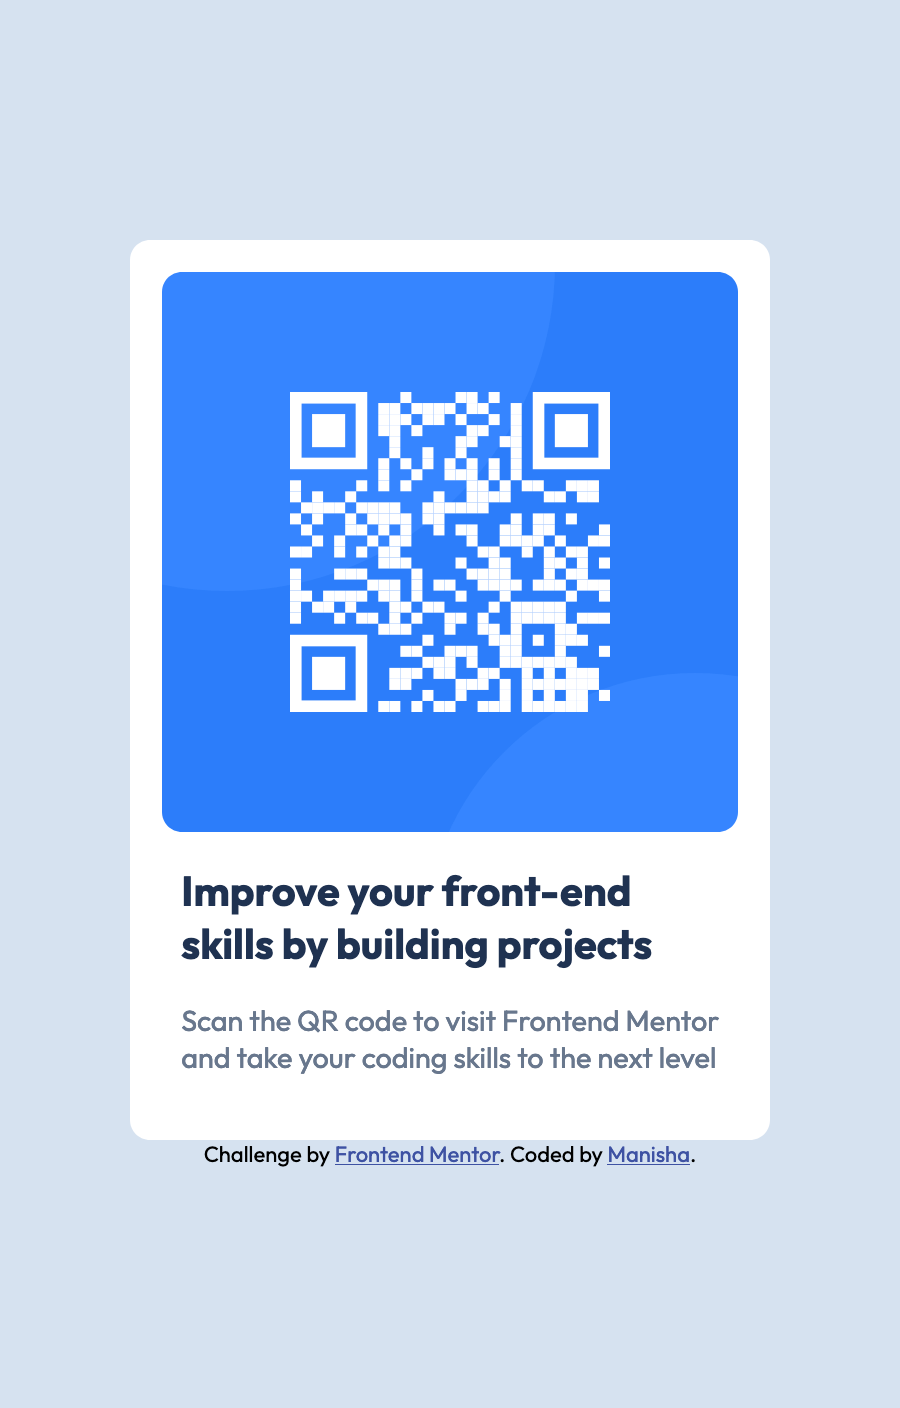 Improve your front-end
skills by building projects
Scan the QR code to visit Frontend Mentor
and take your coding skills to the next level
Challenge by Frontend Mentor. Coded by Manisha.